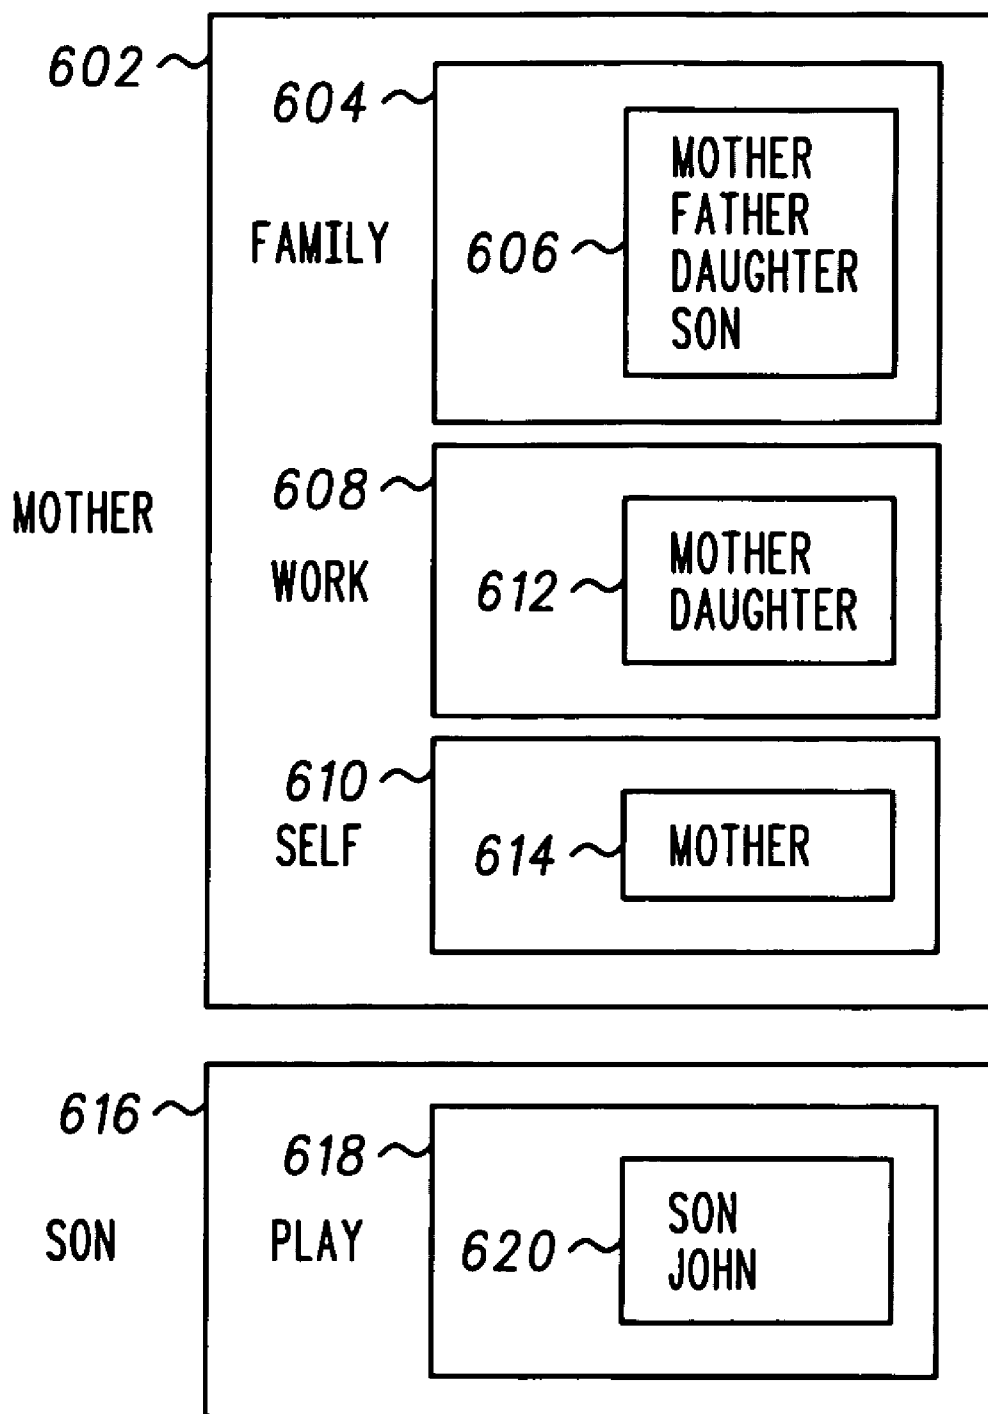 602
604
MOTHER
FATHER
FAMILY
606
DAUGHTER
SON
608
MOTHER
MOTHER
WORK
612
DAUGHTER
610
SELF
614
MOTHER
616
618
SON
SON
PLAY
620
JOHN